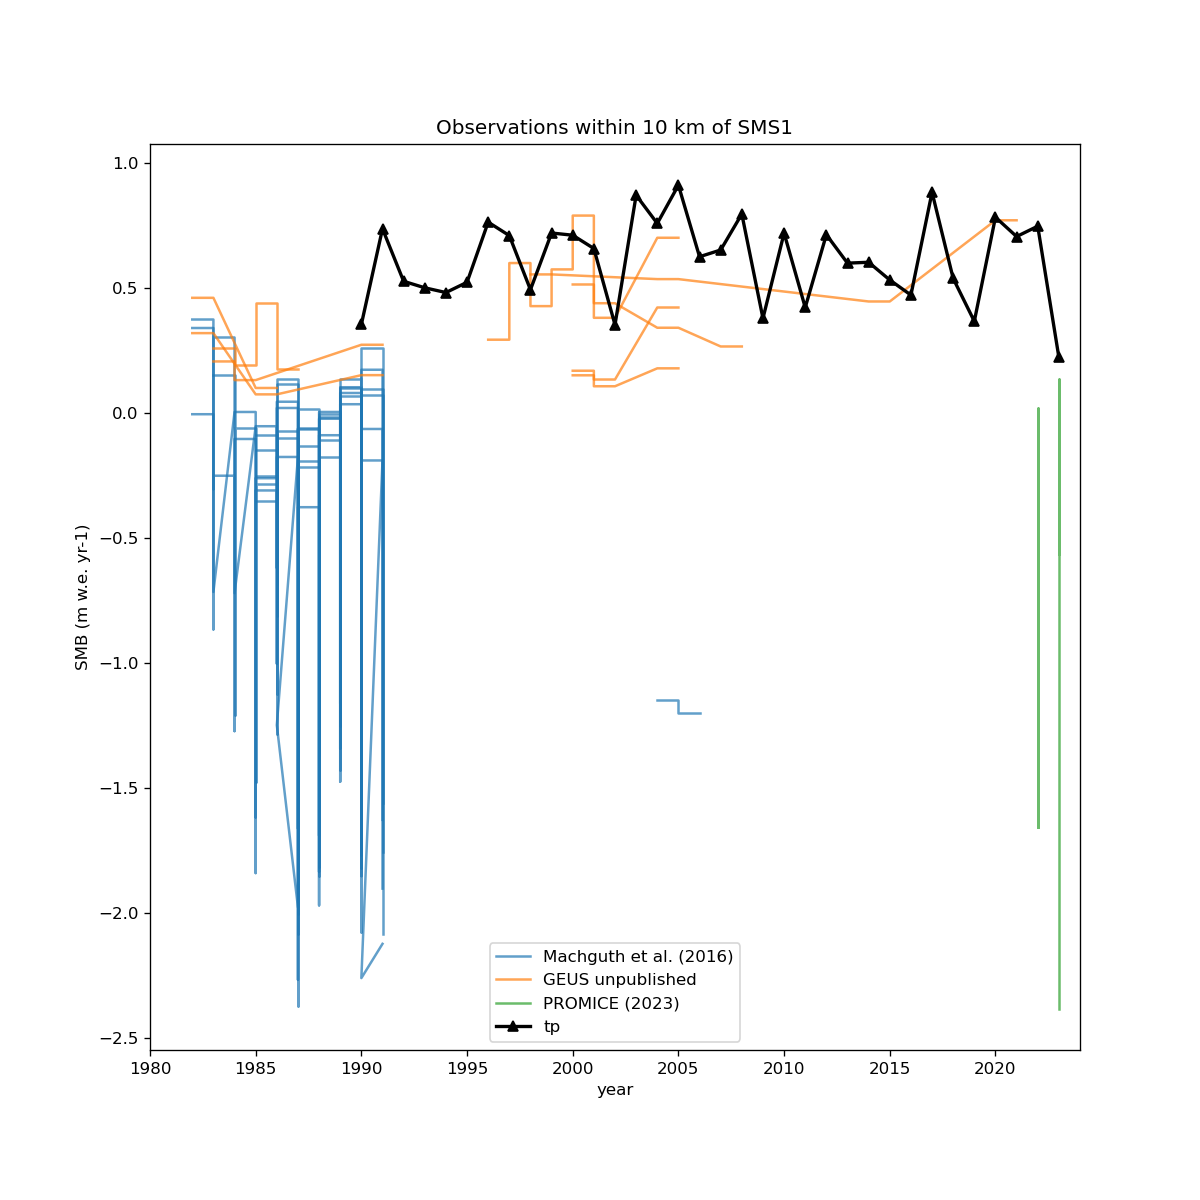 Observations within 10 km of SMS1
1.0
0.5
0.0
−0.5
−1.0
−1.5
−2.0
−2.5
SMB (m w.e. yr-1)
Machguth et al. (2016)
GEUS unpublished
PROMICE (2023)
tp
1980 1985 1990 1995 2000 2005 2010 2015 2020
year